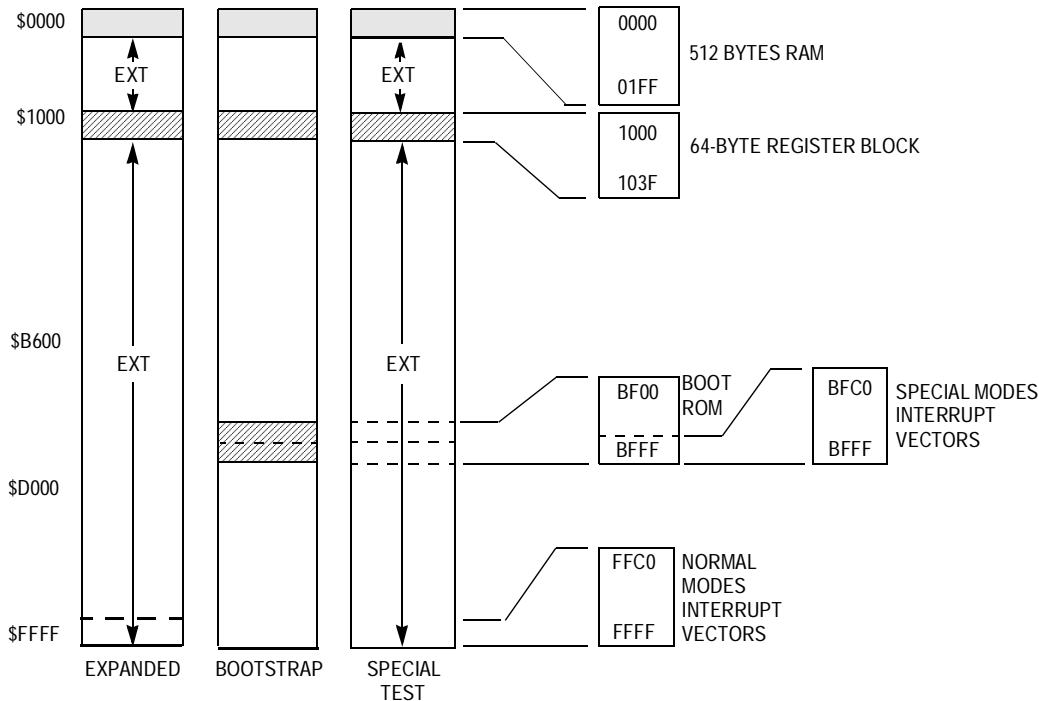 $0000
EXT
EXT
0000
512 BYTES RAM
01FF
$1000
1000
64-BYTE REGISTER BLOCK
103F
$B600
EXT
EXT
BF00
BOOT
ROM
BFFF
BFC0
SPECIAL MODES
INTERRUPT
VECTORS
BFFF
$D000
FFC0
NORMAL
MODES
INTERRUPT
VECTORS
FFFF
$FFFF
EXPANDED
BOOTSTRAP
SPECIAL
TEST